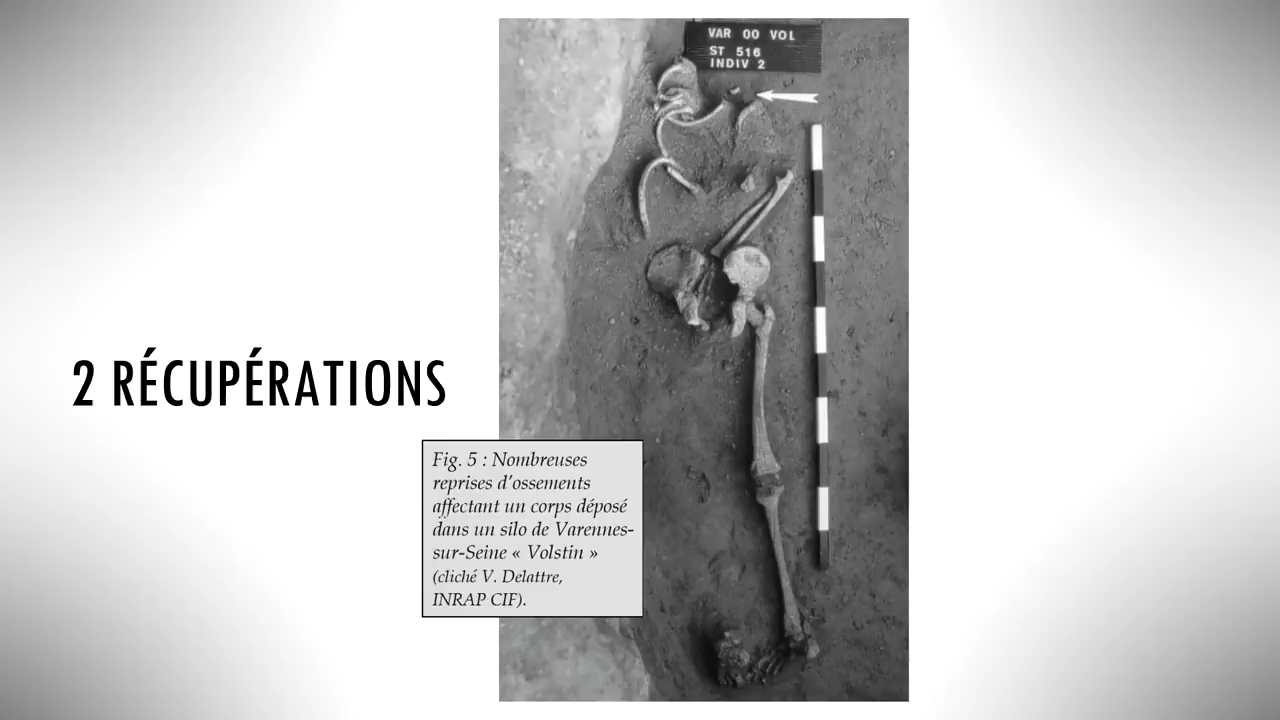 VAR 00 VOL
ST 516
INDIV 2
2 RÉCUPÉRATIONS
Fig. 5 : Nombreuses
reprises d'ossements
affectant un corps déposé
dans un silo de Varennes-
sur-Seine « Volstin »
(cliché V. Delattre,
INRAP CIF).